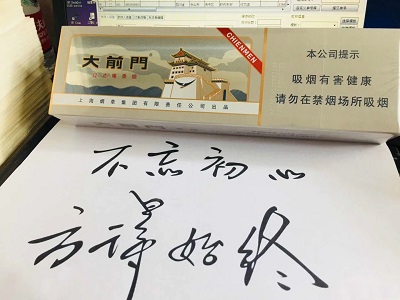 大前門
CHIENMEN
上海烟草集团有限责任公司出品
本公司提示
吸烟有害健康
请勿在禁烟场所吸烟
不忘初心
方得始终